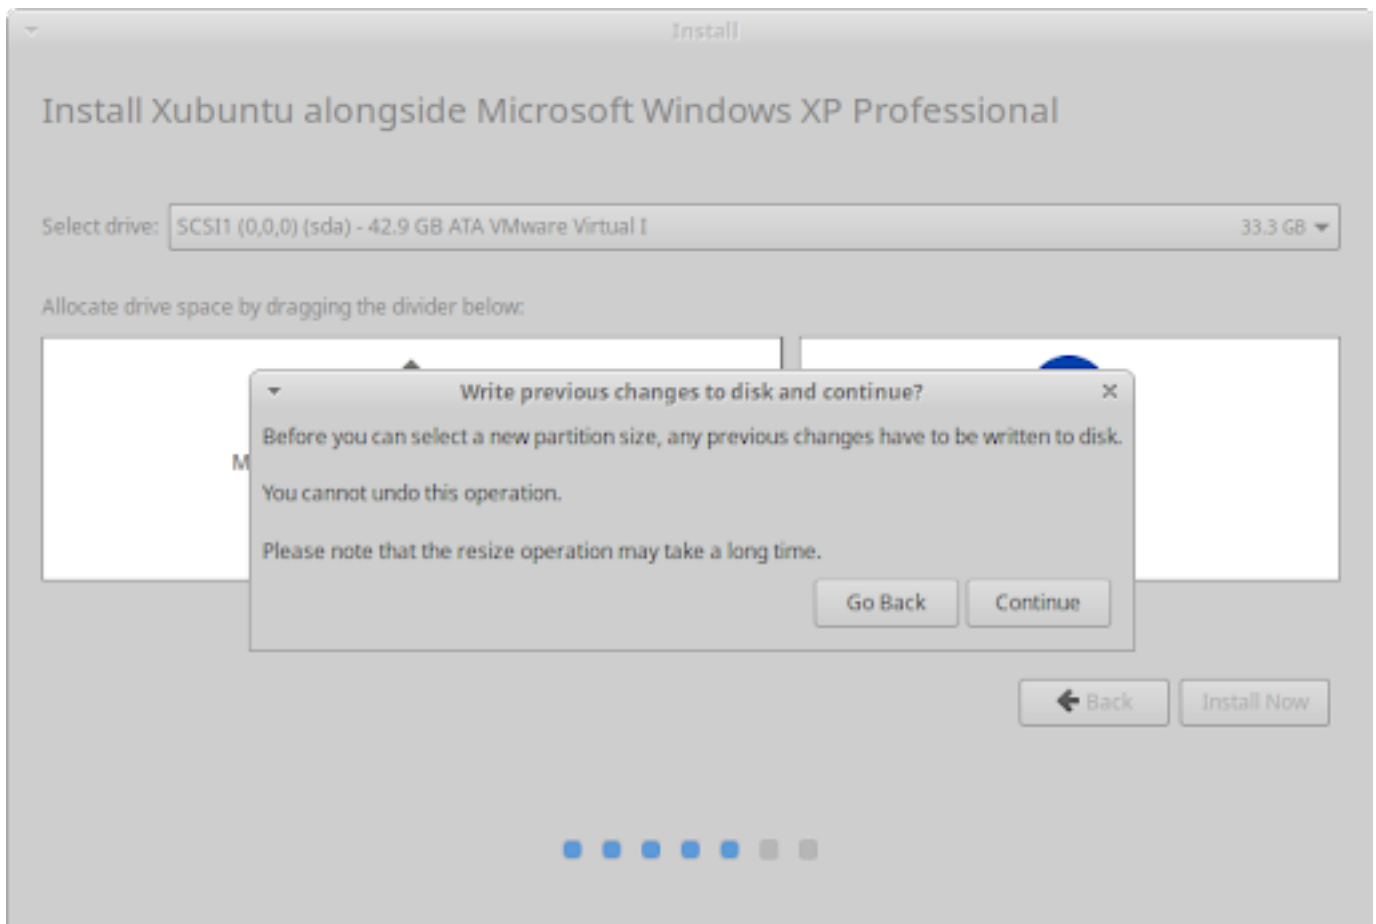 Install
Install Xubuntu alongside Microsoft Windows XP Professional
Select drive: SCSI1 (0,0,0) (sda) - 42.9 GB ATA VMware Virtual I 33.3 GB
Allocate drive space by dragging the divider below:
Write previous changes to disk and continue?
Before you can select a new partition size, any previous changes have to be written to disk.
M
You cannot undo this operation.
Please note that the resize operation may take a long time.
Go Back Continue
Back Install Now